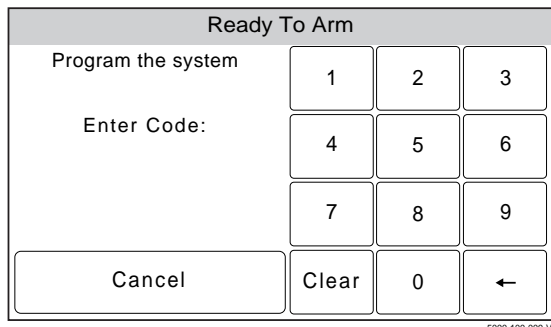 Ready To Arm
Program the system
1 2 3
Enter Code:
4 5 6
7 8 9
Cancel Clear 0 ←